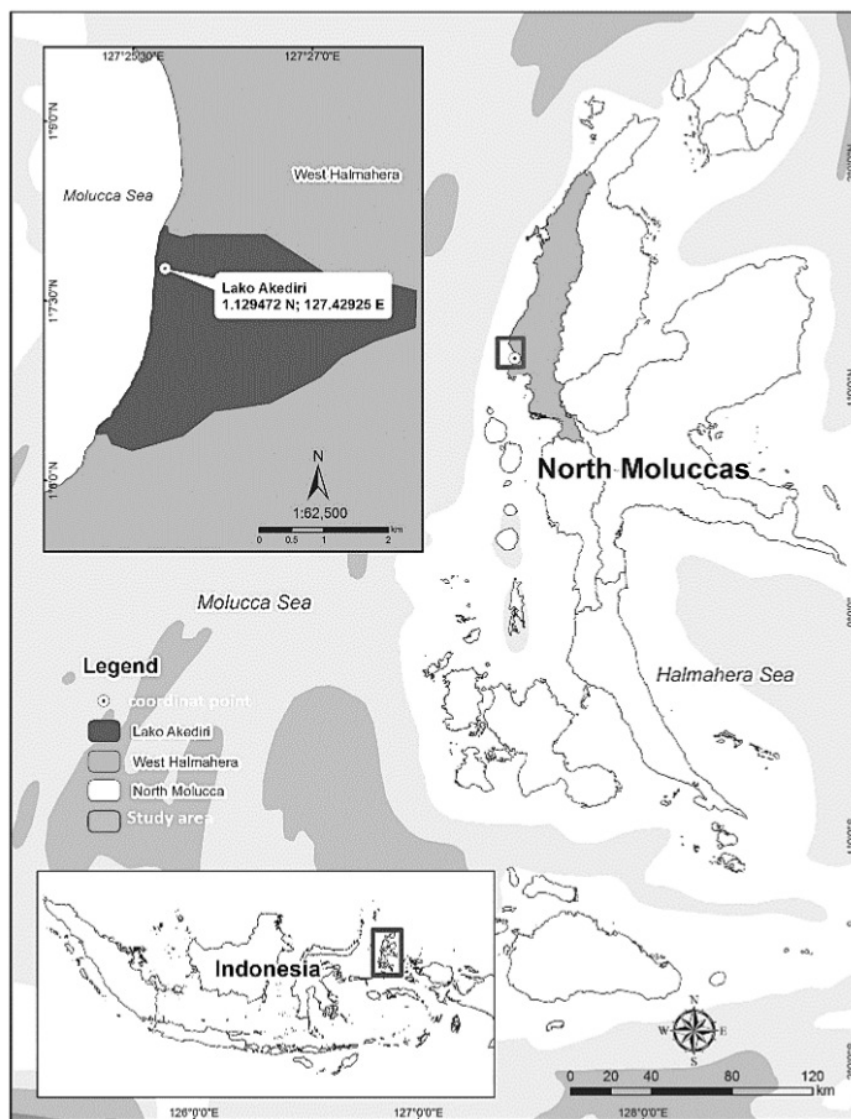 127°25'30"E
127°27'0"E
1°9'0"N
West Halmahera
Molucca Sea
Lako Akediri
1.129472 N; 127.42925 E
1°7'30"N
1°6'0"N
N
1:62,500
km
0 0.5 1 2
North Moluccas
Molucca Sea
Halmahera Sea
Legend
coordinat point
Lako Akediri
West Halmahera
North Molucca
Study area
Indonesia
N
W E
S
0 20 40 80 120
km
126°0'0"E
127°0'0"E
128°0'0"E